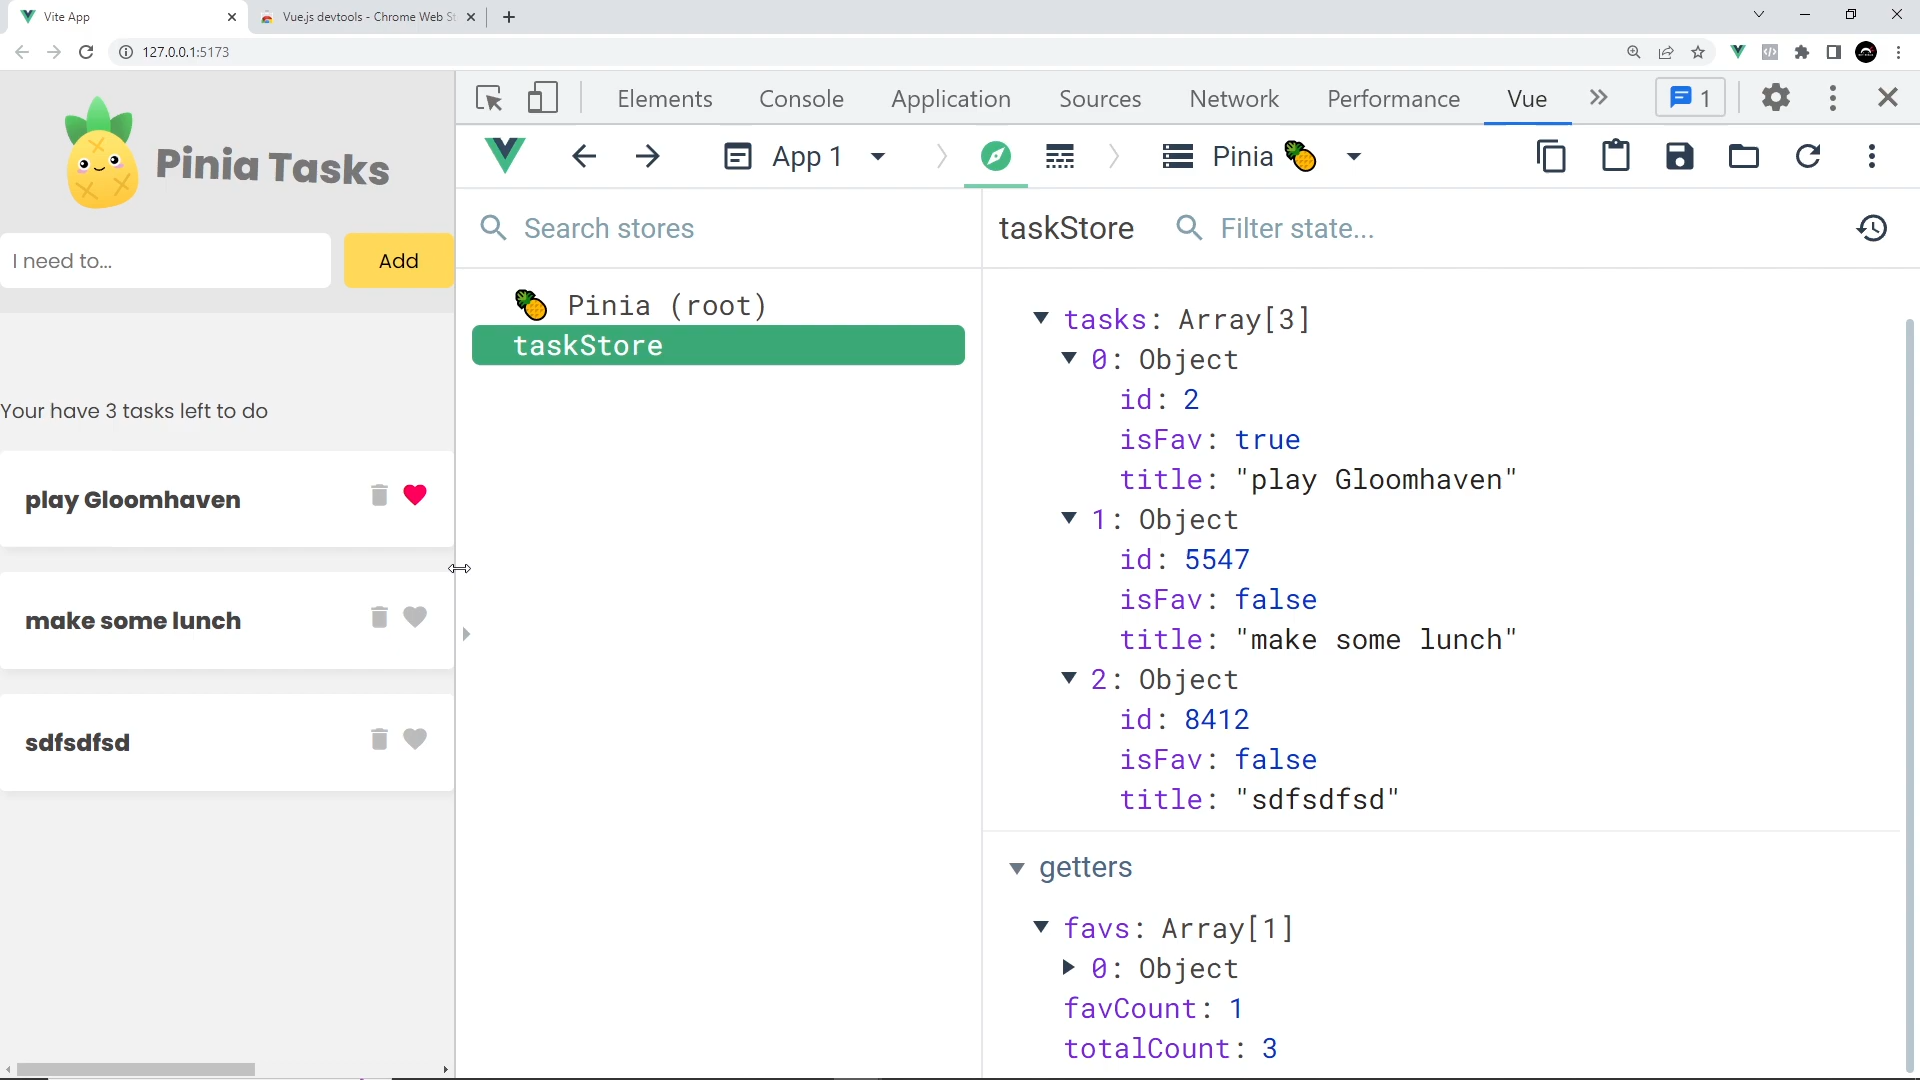 Vite App
Vue.js devtools - Chrome Web St
127.0.0.1:5173
Pinia Tasks
I need to...
Add
Your have 3 tasks left to do
play Gloomhaven
make some lunch
sdfsdfsd
Elements Console Application Sources Network Performance Vue 1
App 1 Pinia
Search stores
Pinia (root)
taskStore
taskStore Filter state...
tasks: Array[3]
0: Object
id: 2
isFav: true
title: "play Gloomhaven"
1: Object
id: 5547
isFav: false
title: "make some lunch"
2: Object
id: 8412
isFav: false
title: "sdfsdfsd"
getters
favs: Array[1]
0: Object
favCount: 1
totalCount: 3